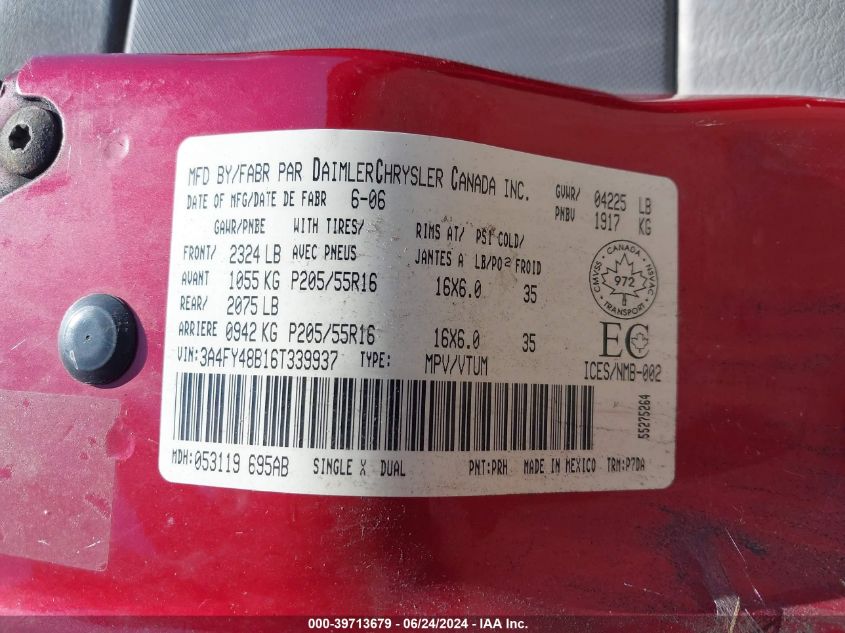 MFD BY/FABR PAR DAIMLERCHRYSLER CANADA INC.
DATE OF MFG/DATE DE FABR 6-06
GVWR/ 04225 LB
PNBV 1917 KG
GAWR/PNBE WITH TIRES/ RIMS AT/ PSI COLD/
FRONT/ 2324 LB AVEC PNEUS JANTES A LB/PO² FROID
AVANT 1055 KG P205/55R16 16X6.0 35
REAR/ 2075 LB
ARRIERE 0942 KG P205/55R16 16X6.0 35
VIN: 3A4FY48B16T339937 TYPE: MPV/VTUM
CANADA
CMVSS 972 NSVAC
TRANSPORT
EC
ICES/NMB-002
55275264
MDH: 053119 695AB SINGLE X DUAL PNT: PRH MADE IN MEXICO TRM: P7DA
000-39713679 | 06/24/2024 | IAA Inc.